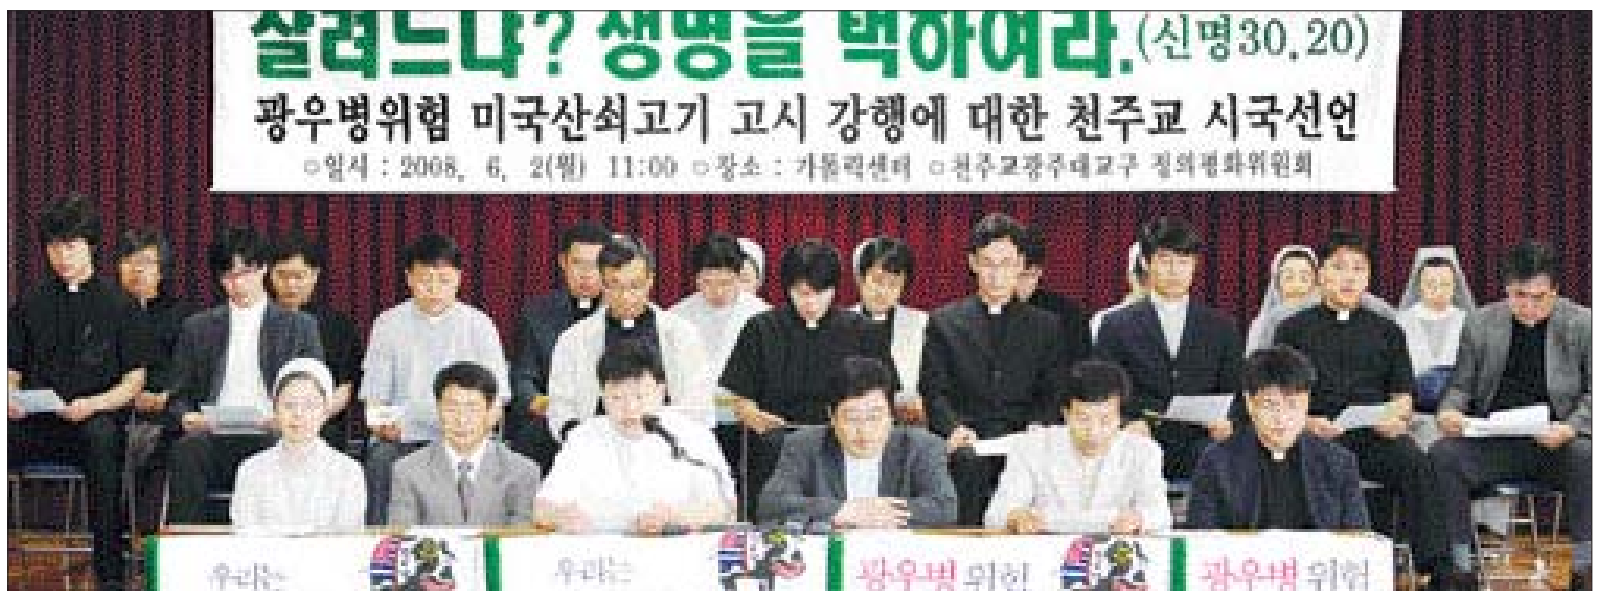 살려느냐? 생명을 택하여라.(신명30.20)
광우병위험 미국산쇠고기 고시 강행에 대한 천주교 시국선언
○일시 : 2008. 6. 2(월) 11:00 ○장소 : 가톨릭센터 ○천주교광주대교구 정의평화위원회
우리는
우리는
광우병 위험
광우병 위험